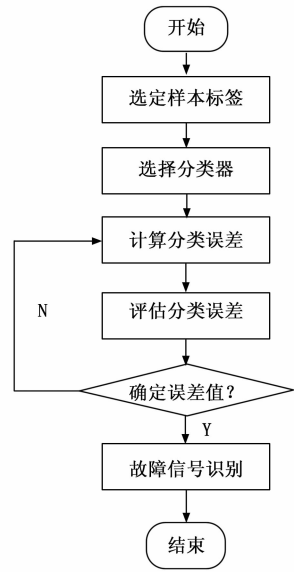 开始
选定样本标签
选择分类器
计算分类误差
N
评估分类误差
确定误差值？
Y
故障信号识别
结束